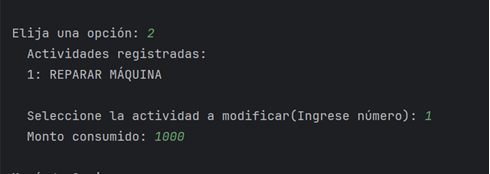 Elija una opción: 2
Actividades registradas:
1: REPARAR MÁQUINA
Seleccione la actividad a modificar(Ingrese número): 1
Monto consumido: 1000